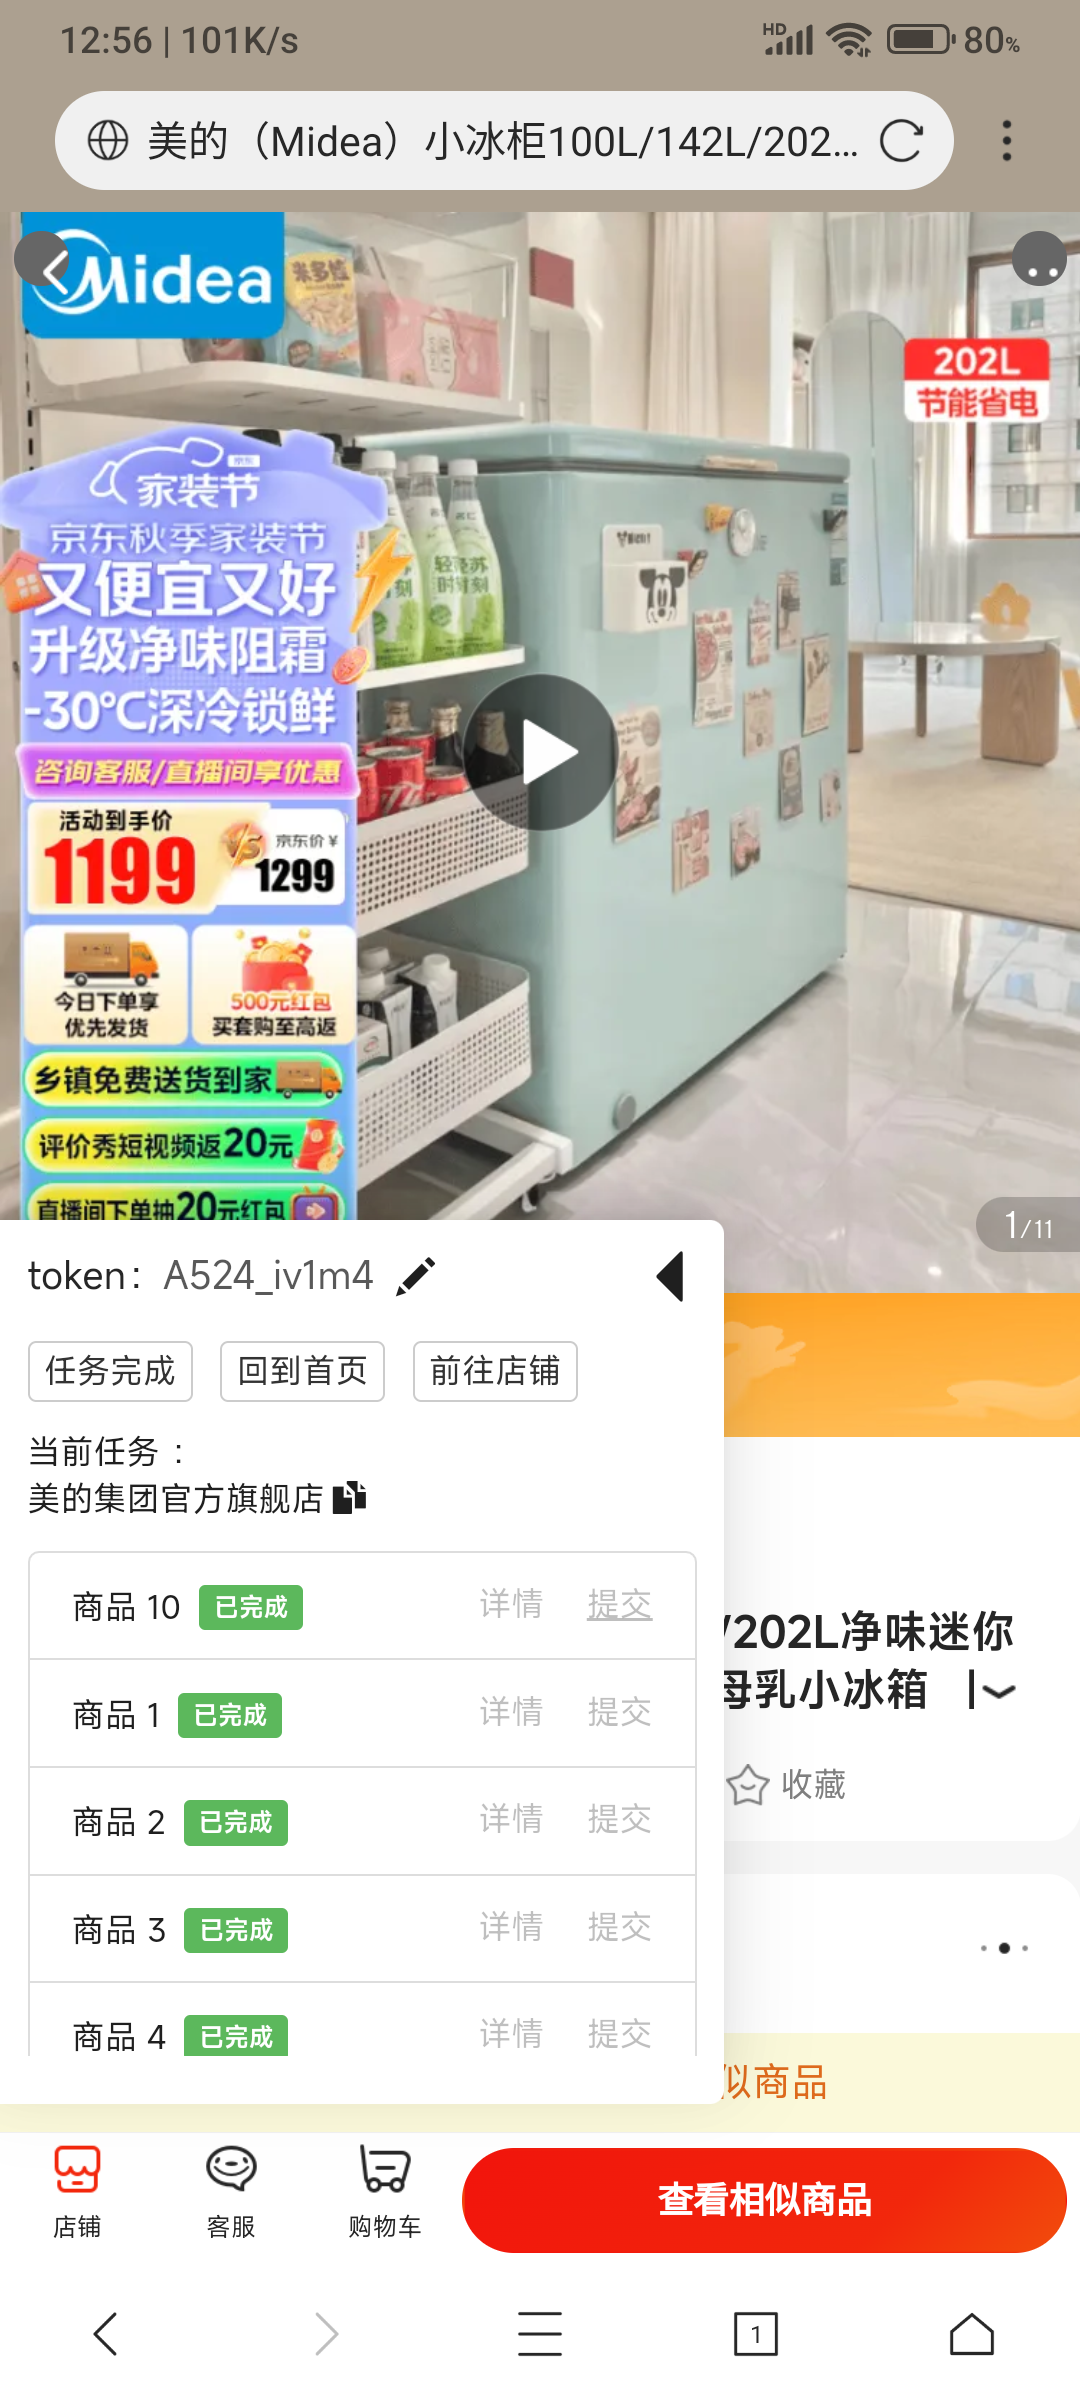 12:56 | 101K/s
HD
80%
美的（Midea）小冰柜100L/142L/202...
Midea
202L
节能省电
家装节
京东秋季家装节
又便宜又好
升级净味阻霜
-30℃深冷锁鲜
咨询客服/直播间享优惠
活动到手价
1199
京东价¥
1299
今日下单享
优先发货
500元红包
买套购至高返
乡镇免费送货到家
评价秀短视频返20元
直播间下单抽20元红包
1/11
token: A524_iv1m4
任务完成
回到首页
前往店铺
当前任务：
美的集团官方旗舰店
商品 10 已完成 详情 提交
商品 1 已完成 详情 提交
商品 2 已完成 详情 提交
商品 3 已完成 详情 提交
商品 4 已完成 详情 提交
/202L净味迷你
母乳小冰箱 |
收藏
似商品
店铺
客服
购物车
查看相似商品
1